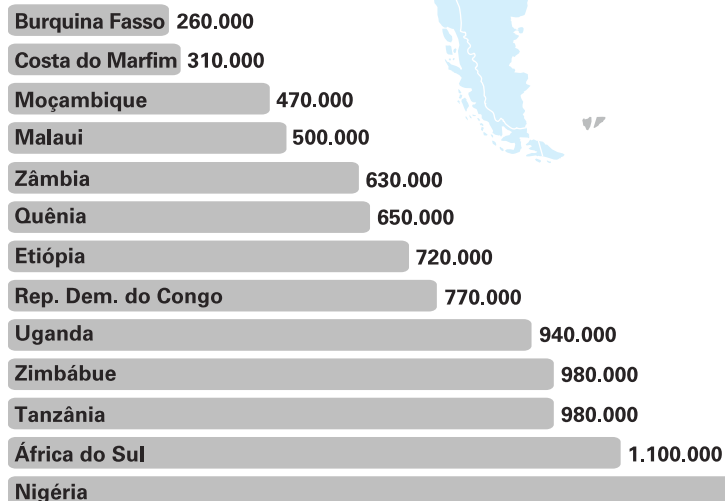 Burquina Fasso 260.000
Costa do Marfim 310.000
Moçambique 470.000
Malaui 500.000
Zâmbia 630.000
Quênia 650.000
Etiópia 720.000
Rep. Dem. do Congo 770.000
Uganda 940.000
Zimbábue 980.000
Tanzânia 980.000
África do Sul 1.100.000
Nigéria